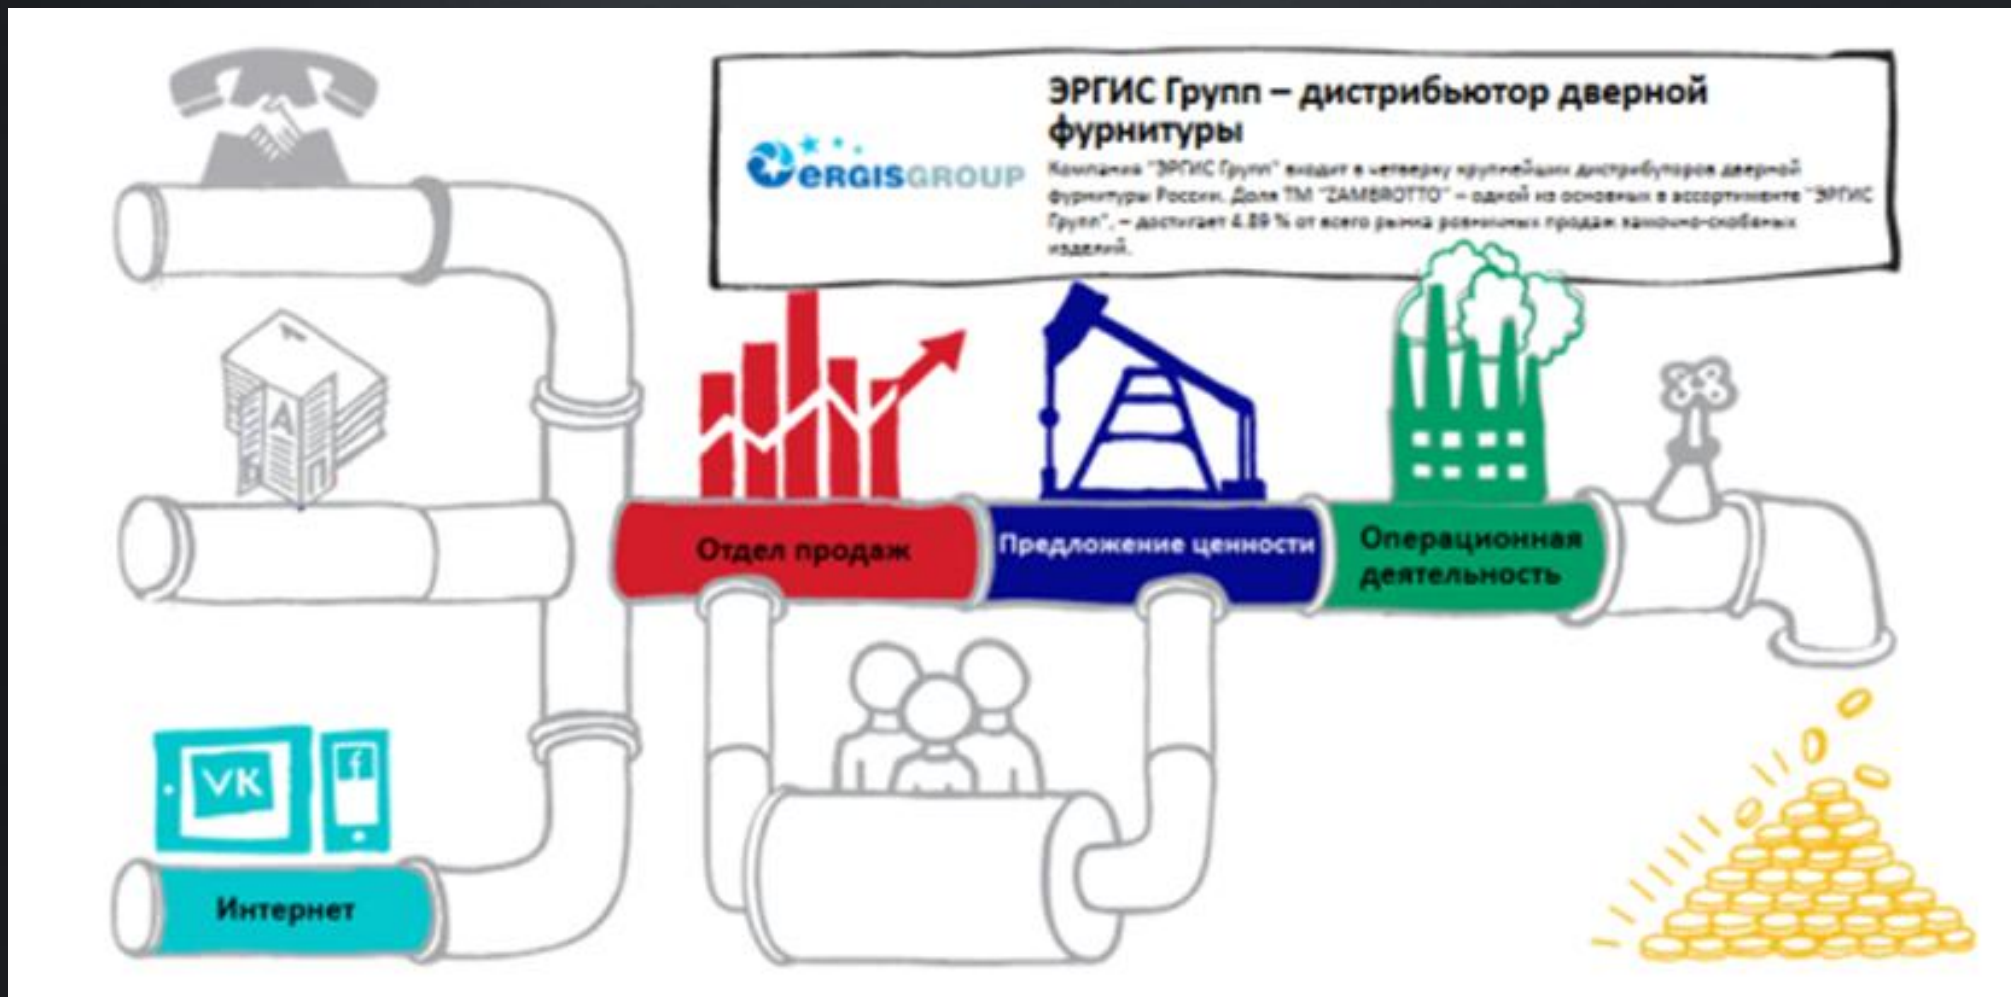 ЭРГИС Групп – дистрибьютор дверной
фурнитуры
ERGISGROUP
Компания "ЭРГИС Групп" входит в четверку крупнейших дистрибуторов дверной
фурнитуры России. Доля ТМ "ZAMBROTTO" – одной из основных в ассортименте "ЭРГИС
Групп", – достигает 4.89 % от всего рынка розничных продаж замочно-скобяных
изделий.
А
Отдел продаж
Предложение ценности
Операционная
деятельность
VK
f
Интернет